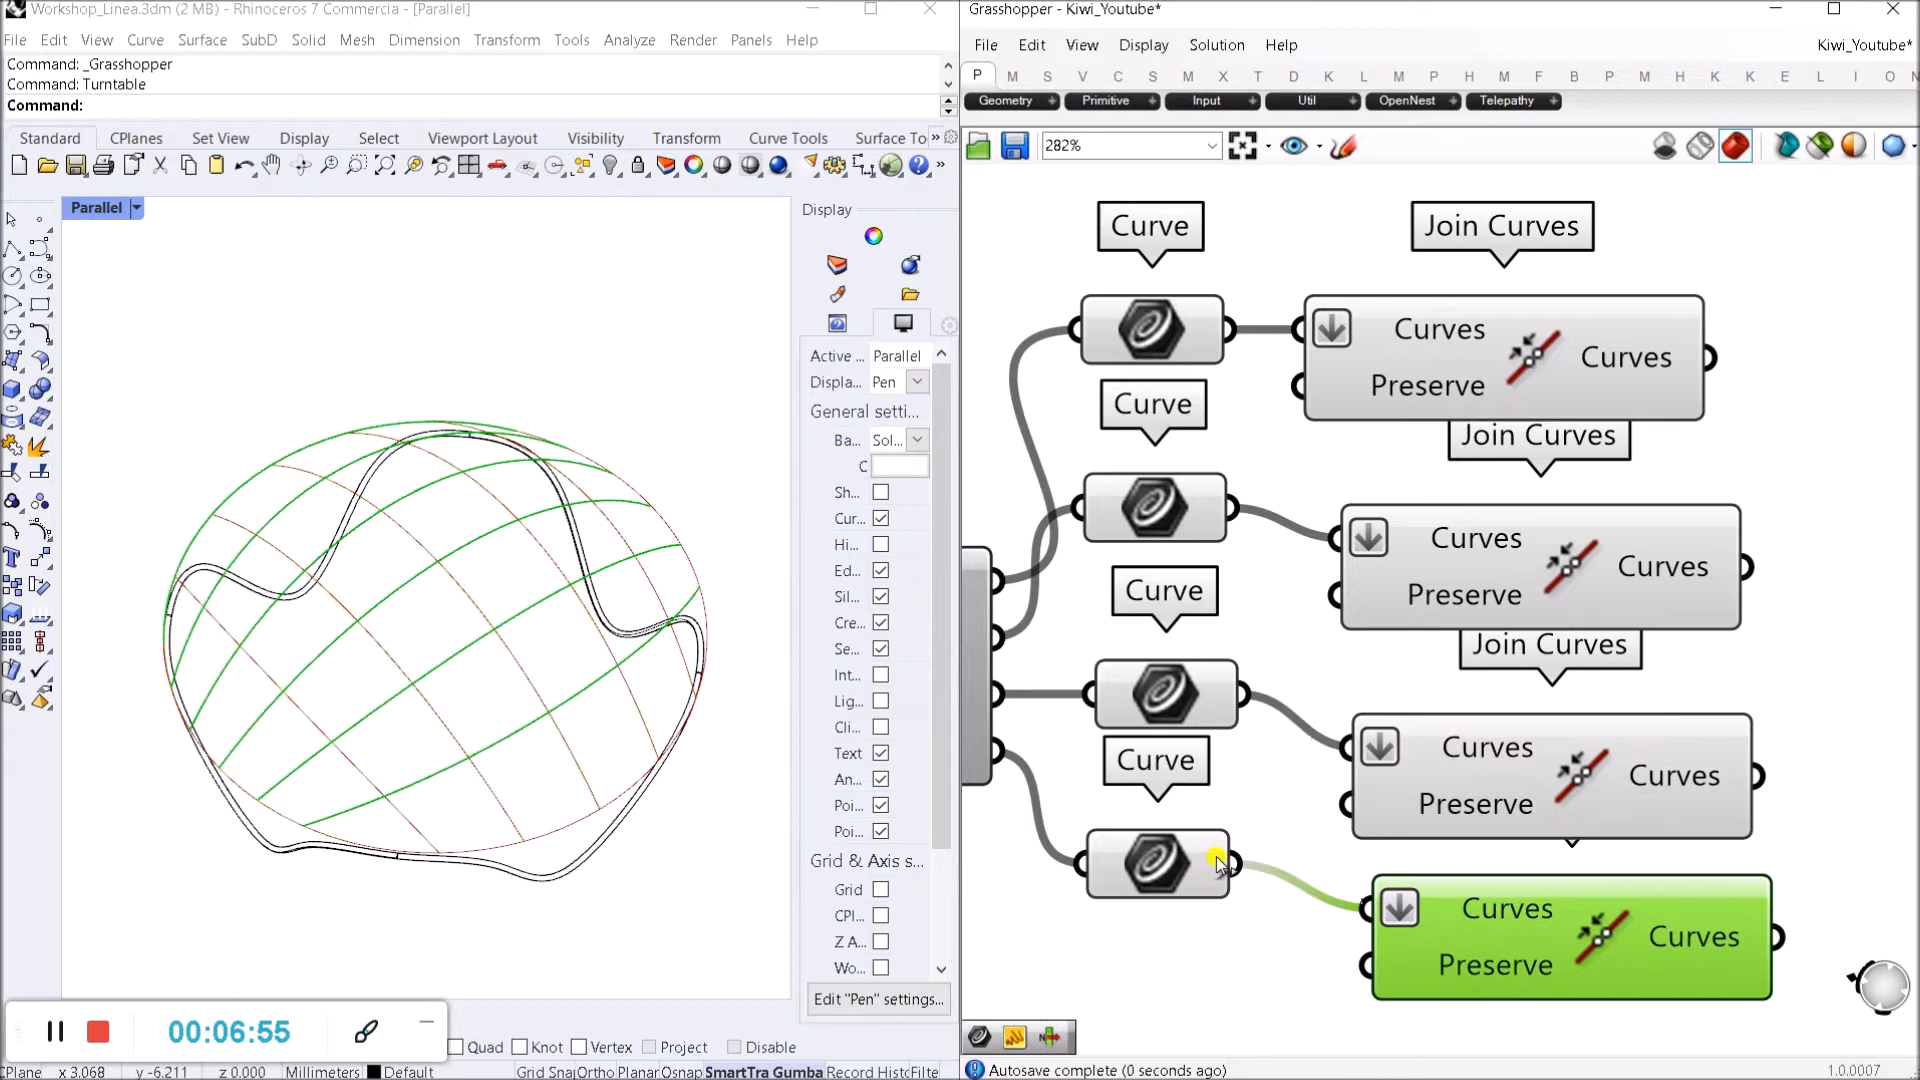 Workshop_Linea.3dm (2 MB) - Rhinoceros 7 Commercia - [Parallel]
File Edit View Curve Surface SubD Solid Mesh Dimension Transform Tools Analyze Render Panels Help
Command: _Grasshopper
Command: Turntable
Command:
Standard CPlanes Set View Display Select Viewport Layout Visibility Transform Curve Tools Surface To
Parallel
Display
Active ... Parallel
Displa... Pen
General setti...
Ba... Sol...
C
Sh...
Cur...
Hi...
Ed...
Sil...
Cre...
Se...
Int...
Lig...
Cli...
Text
An...
Poi...
Poi...
Grid & Axis s...
Grid
CPl...
Z A...
Wo...
Edit "Pen" settings...
00:06:55
Quad Knot Vertex Project Disable
CPlane x 3.068 y -6.211 z 0.000 Millimeters Default Grid Snap Ortho Planar Osnap SmartTra Gumba Record Histo Filte
Grasshopper - Kiwi_Youtube*
File Edit View Display Solution Help Kiwi_Youtube*
P M S V C S M X T D K L M P H M F B P M H K K E L I O N
Geometry Primitive Input Util OpenNest Telepathy
282%
Curve
Join Curves
Curves
Preserve
Curves
Curve
Join Curves
Curves
Preserve
Curves
Curve
Join Curves
Curves
Preserve
Curves
Curve
Curves
Preserve
Curves
Autosave complete (0 seconds ago)
1.0.0007